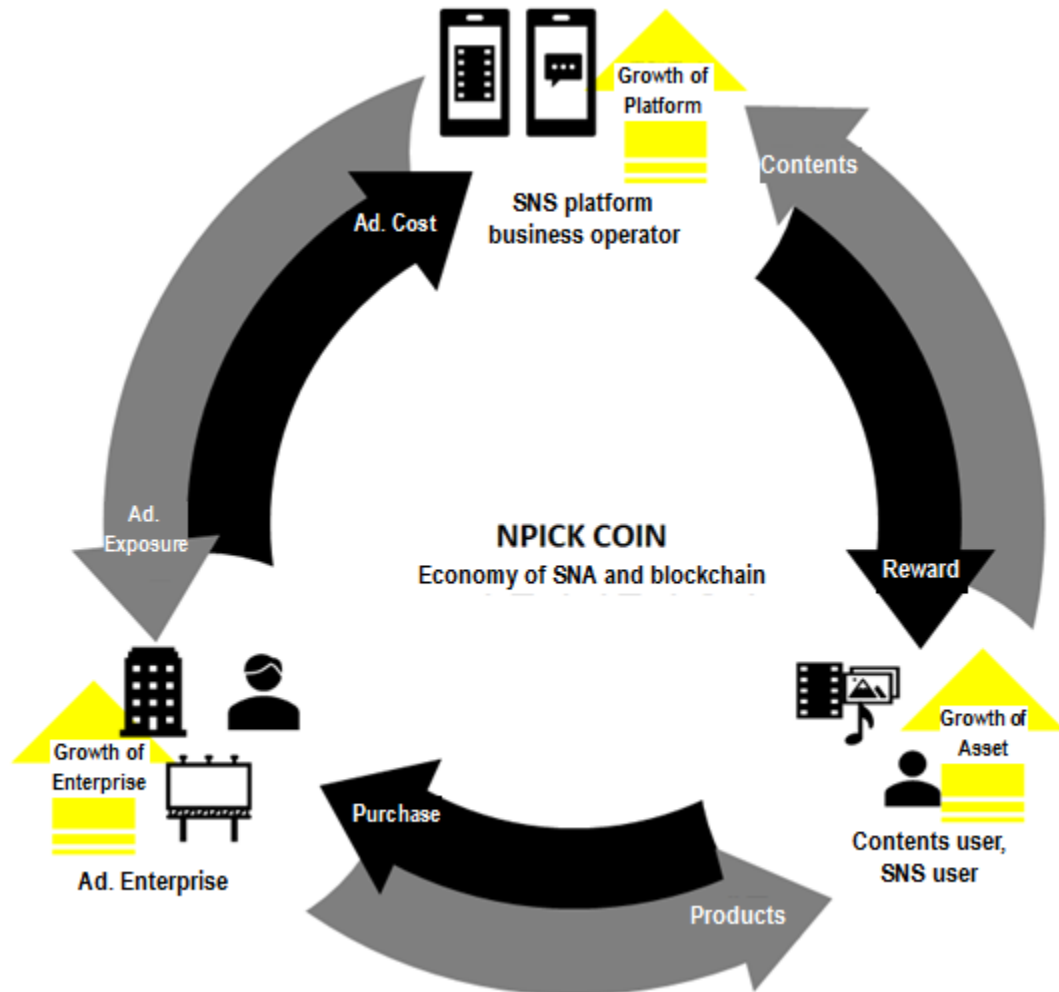 Growth of
Platform
Contents
SNS platform
business operator
Ad. Cost
Ad.
Exposure
NPICK COIN
Economy of SNA and blockchain
Reward
Growth of
Enterprise
Ad. Enterprise
Growth of
Asset
Contents user,
SNS user
Purchase
Products